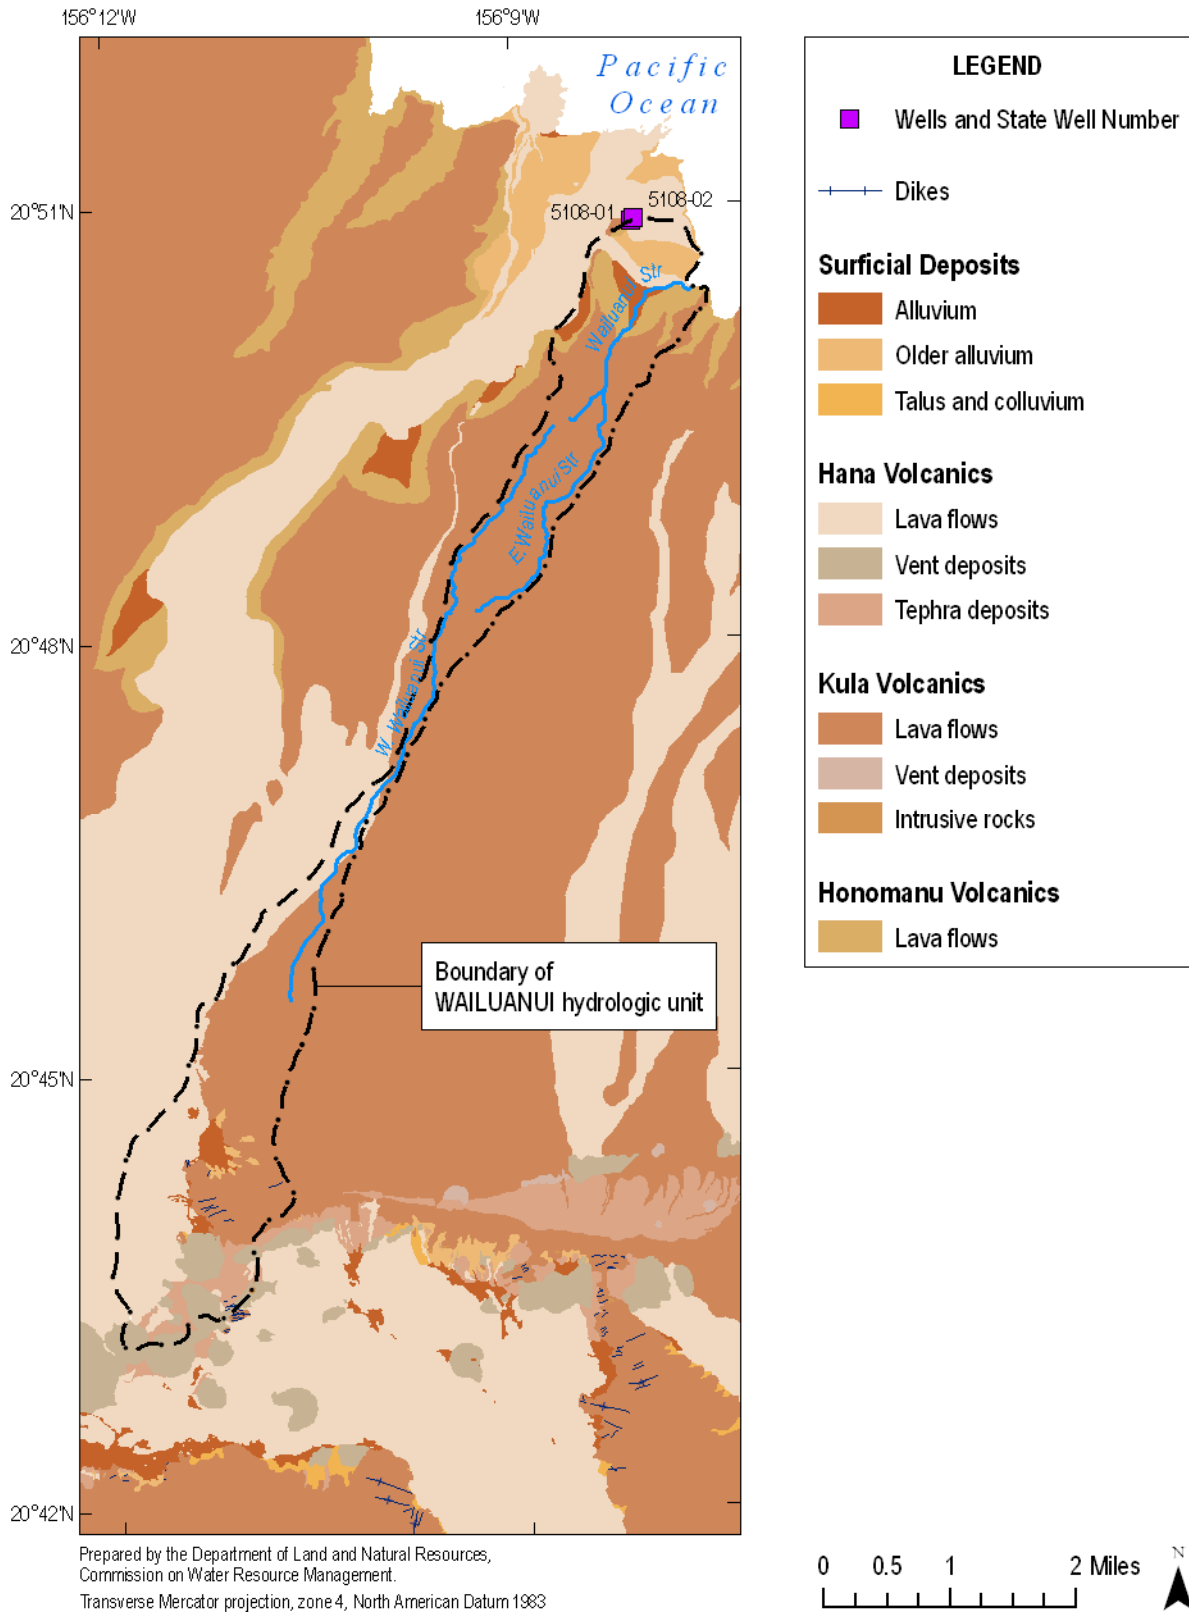 156°12'W
156°9'W
Pacific
Ocean
20°51'N
5108-01
5108-02
Wailuanui Str
E. Wailuanui Str
20°48'N
W. Wailuanui Str
Boundary of
WAILUANUI hydrologic unit
20°45'N
20°42'N
LEGEND
Wells and State Well Number
Dikes
Surficial Deposits
Alluvium
Older alluvium
Talus and colluvium
Hana Volcanics
Lava flows
Vent deposits
Tephra deposits
Kula Volcanics
Lava flows
Vent deposits
Intrusive rocks
Honomanu Volcanics
Lava flows
Prepared by the Department of Land and Natural Resources,
Commission on Water Resource Management.
Transverse Mercator projection, zone 4, North American Datum 1983
0 0.5 1 2 Miles
N